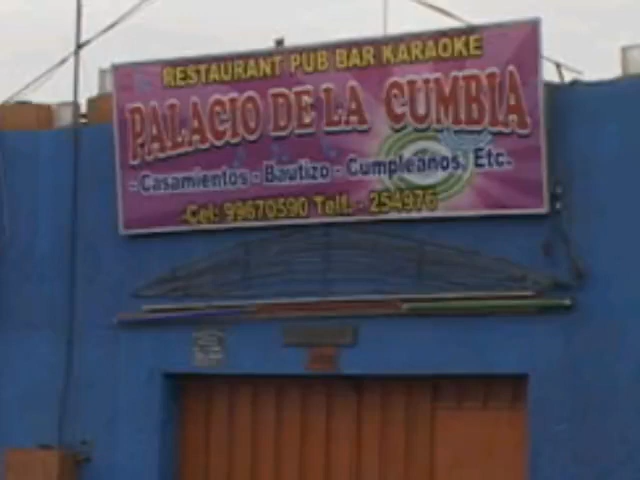 RESTAURANT PUB BAR KARAOKE
PALACIO DE LA CUMBIA
-Casamientos - Bautizo - Cumpleaños, Etc.
-Cel: 99670590 Telf. - 254976